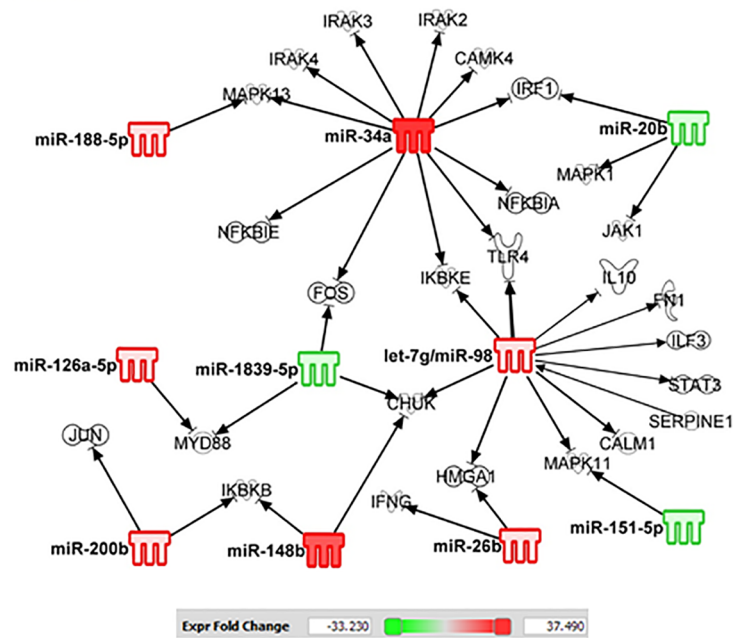 IRAK3
IRAK2
IRAK4
CAMK4
MAPK13
IRF1
miR-188-5p
miR-34a
miR-20b
MAPK1
NFKBIA
NFKBIE
JAK1
TLR4
IKBKE
IL10
FOS
FN1
ILF3
miR-126a-5p
miR-1839-5p
let-7g/miR-98
STAT3
CHUK
SERPINE1
JUN
MYD88
CALM1
MAPK11
HMGA1
IKBKB
IFNG
miR-151-5p
miR-200b
miR-148b
miR-26b
Expr Fold Change -33.230 37.490